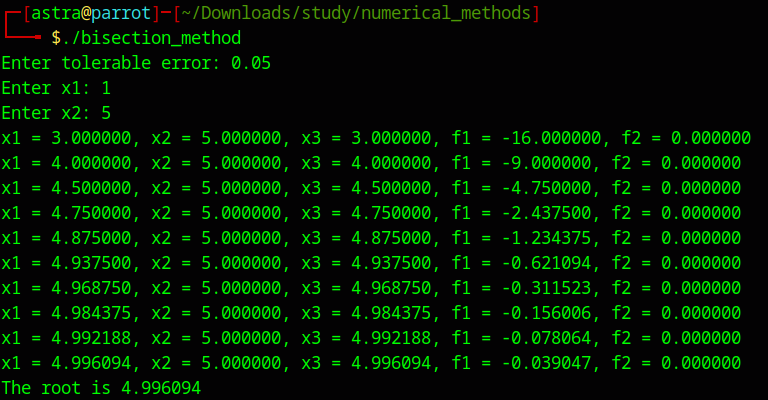 ┌─[astra@parrot]─[~/Downloads/study/numerical_methods]
└──╼ $./bisection_method
Enter tolerable error: 0.05
Enter x1: 1
Enter x2: 5
x1 = 3.000000, x2 = 5.000000, x3 = 3.000000, f1 = -16.000000, f2 = 0.000000
x1 = 4.000000, x2 = 5.000000, x3 = 4.000000, f1 = -9.000000, f2 = 0.000000
x1 = 4.500000, x2 = 5.000000, x3 = 4.500000, f1 = -4.750000, f2 = 0.000000
x1 = 4.750000, x2 = 5.000000, x3 = 4.750000, f1 = -2.437500, f2 = 0.000000
x1 = 4.875000, x2 = 5.000000, x3 = 4.875000, f1 = -1.234375, f2 = 0.000000
x1 = 4.937500, x2 = 5.000000, x3 = 4.937500, f1 = -0.621094, f2 = 0.000000
x1 = 4.968750, x2 = 5.000000, x3 = 4.968750, f1 = -0.311523, f2 = 0.000000
x1 = 4.984375, x2 = 5.000000, x3 = 4.984375, f1 = -0.156006, f2 = 0.000000
x1 = 4.992188, x2 = 5.000000, x3 = 4.992188, f1 = -0.078064, f2 = 0.000000
x1 = 4.996094, x2 = 5.000000, x3 = 4.996094, f1 = -0.039047, f2 = 0.000000
The root is 4.996094